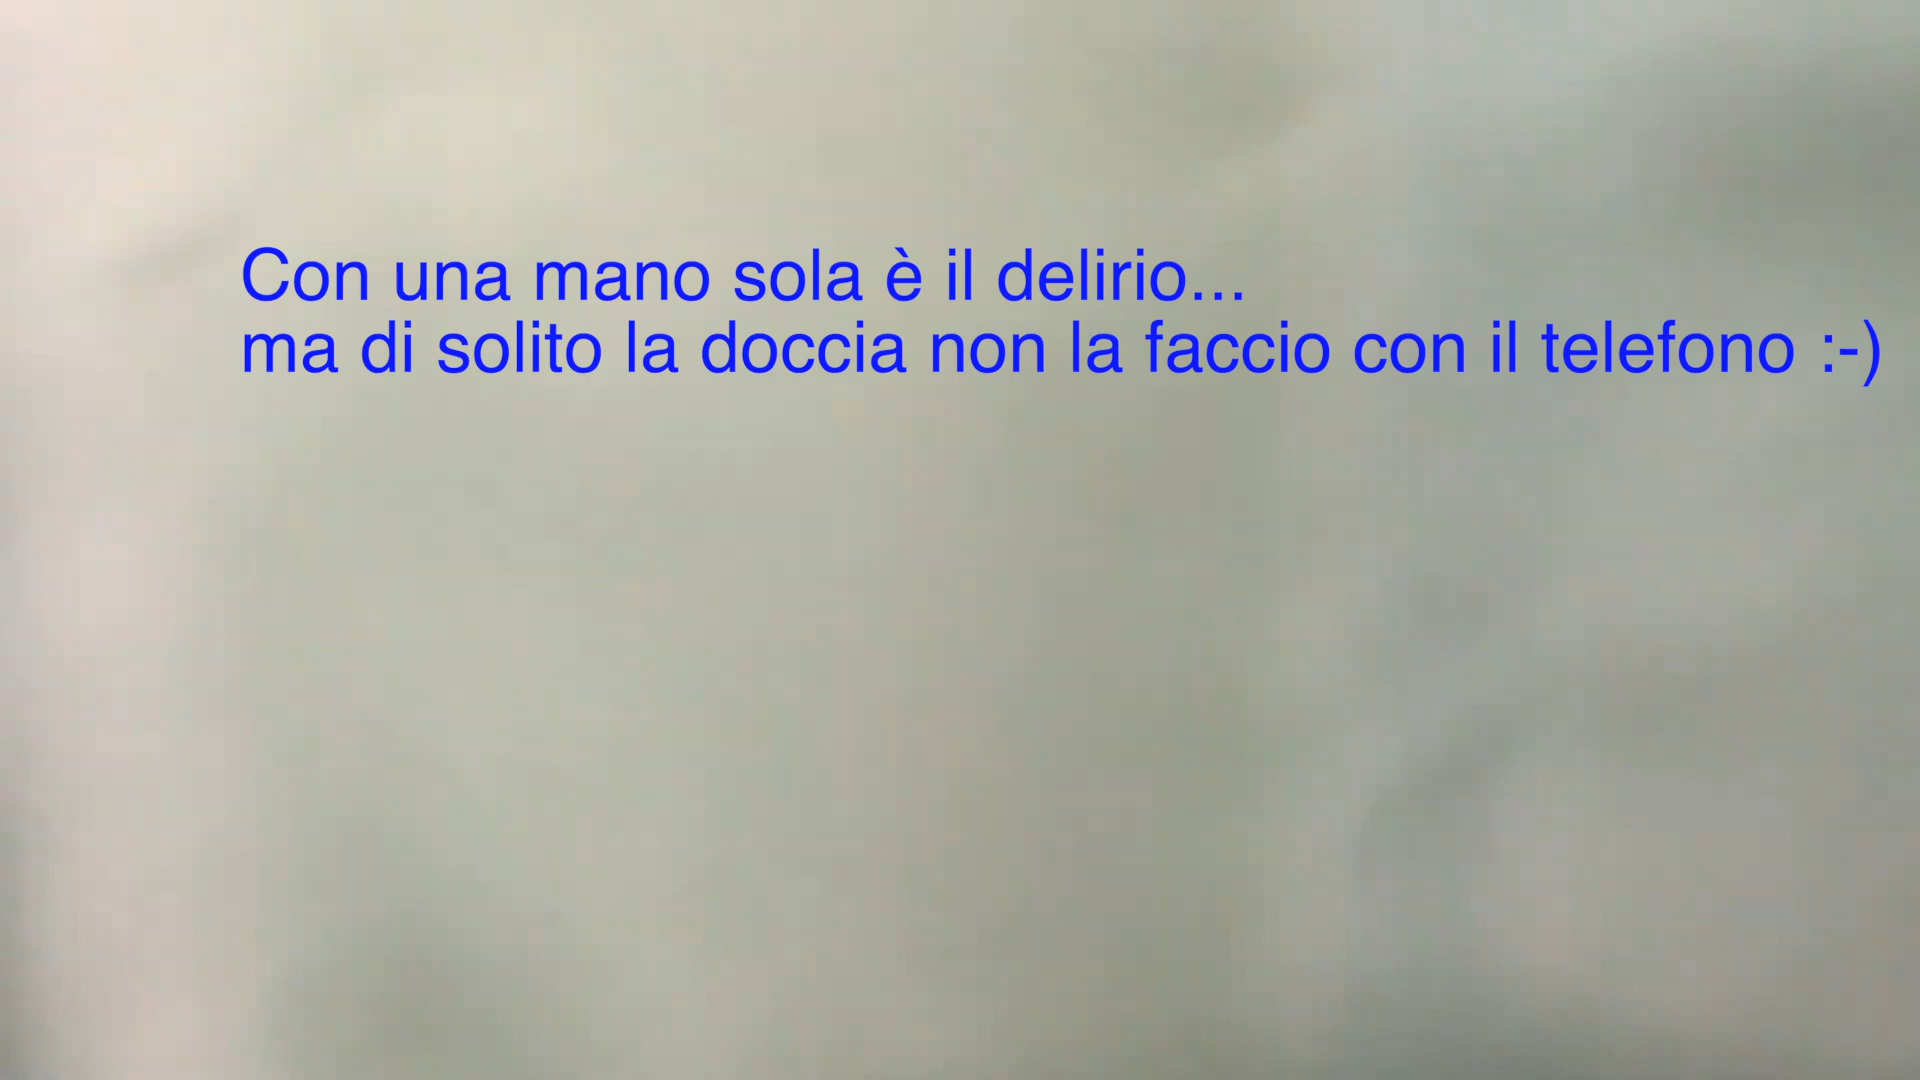 Con una mano sola è il delirio...
ma di solito la doccia non la faccio con il telefono :-)